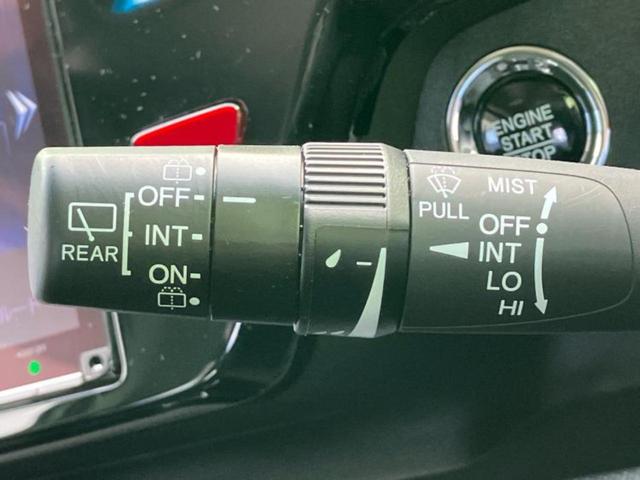 REAR
OFF
INT
ON
PULL
MIST
OFF
INT
LO
HI
ENGINE
START
STOP